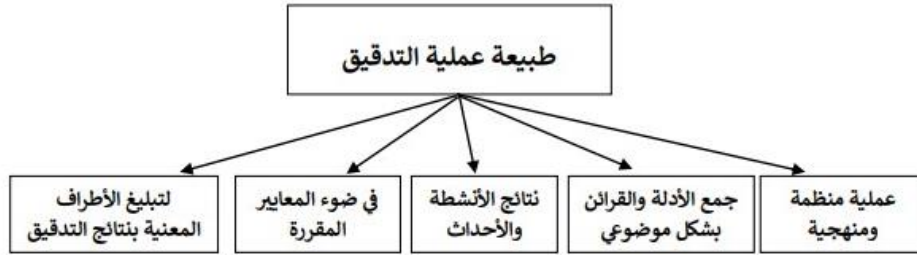 طبيعة عملية التدقيق
عملية منظمة
ومنهجية
جمع الأدلة والقرائن
بشكل موضوعي
نتائج الأنشطة
والأحداث
في ضوء المعايير
المقررة
لتبليغ الأطراف
المعنية بنتائج التدقيق